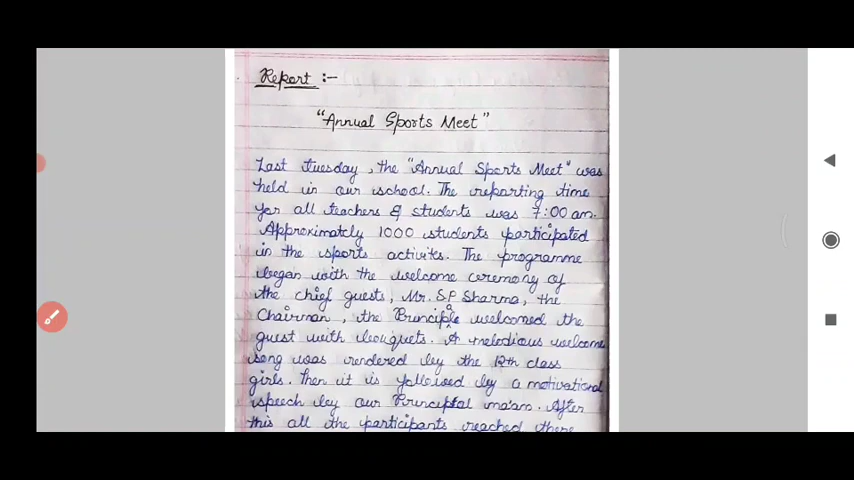 Report :-
"Annual Sports Meet"
Last tuesday, the "Annual Sports Meet" was
held in our school. The reporting time
for all teachers & students was 7:00 am.
Approximately 1000 students participated
in the sports activites. The programme
began with the welcome ceremony of
the chief guests, Mr. S.P Sharma, the
Chairman, the Principle welcomed the
guest with bouquets. A melodious welcome
song was rendered by the 12th class
girls. Then it is followed by a motivational
speech by our Principal ma'am. After
this all the participants reached there